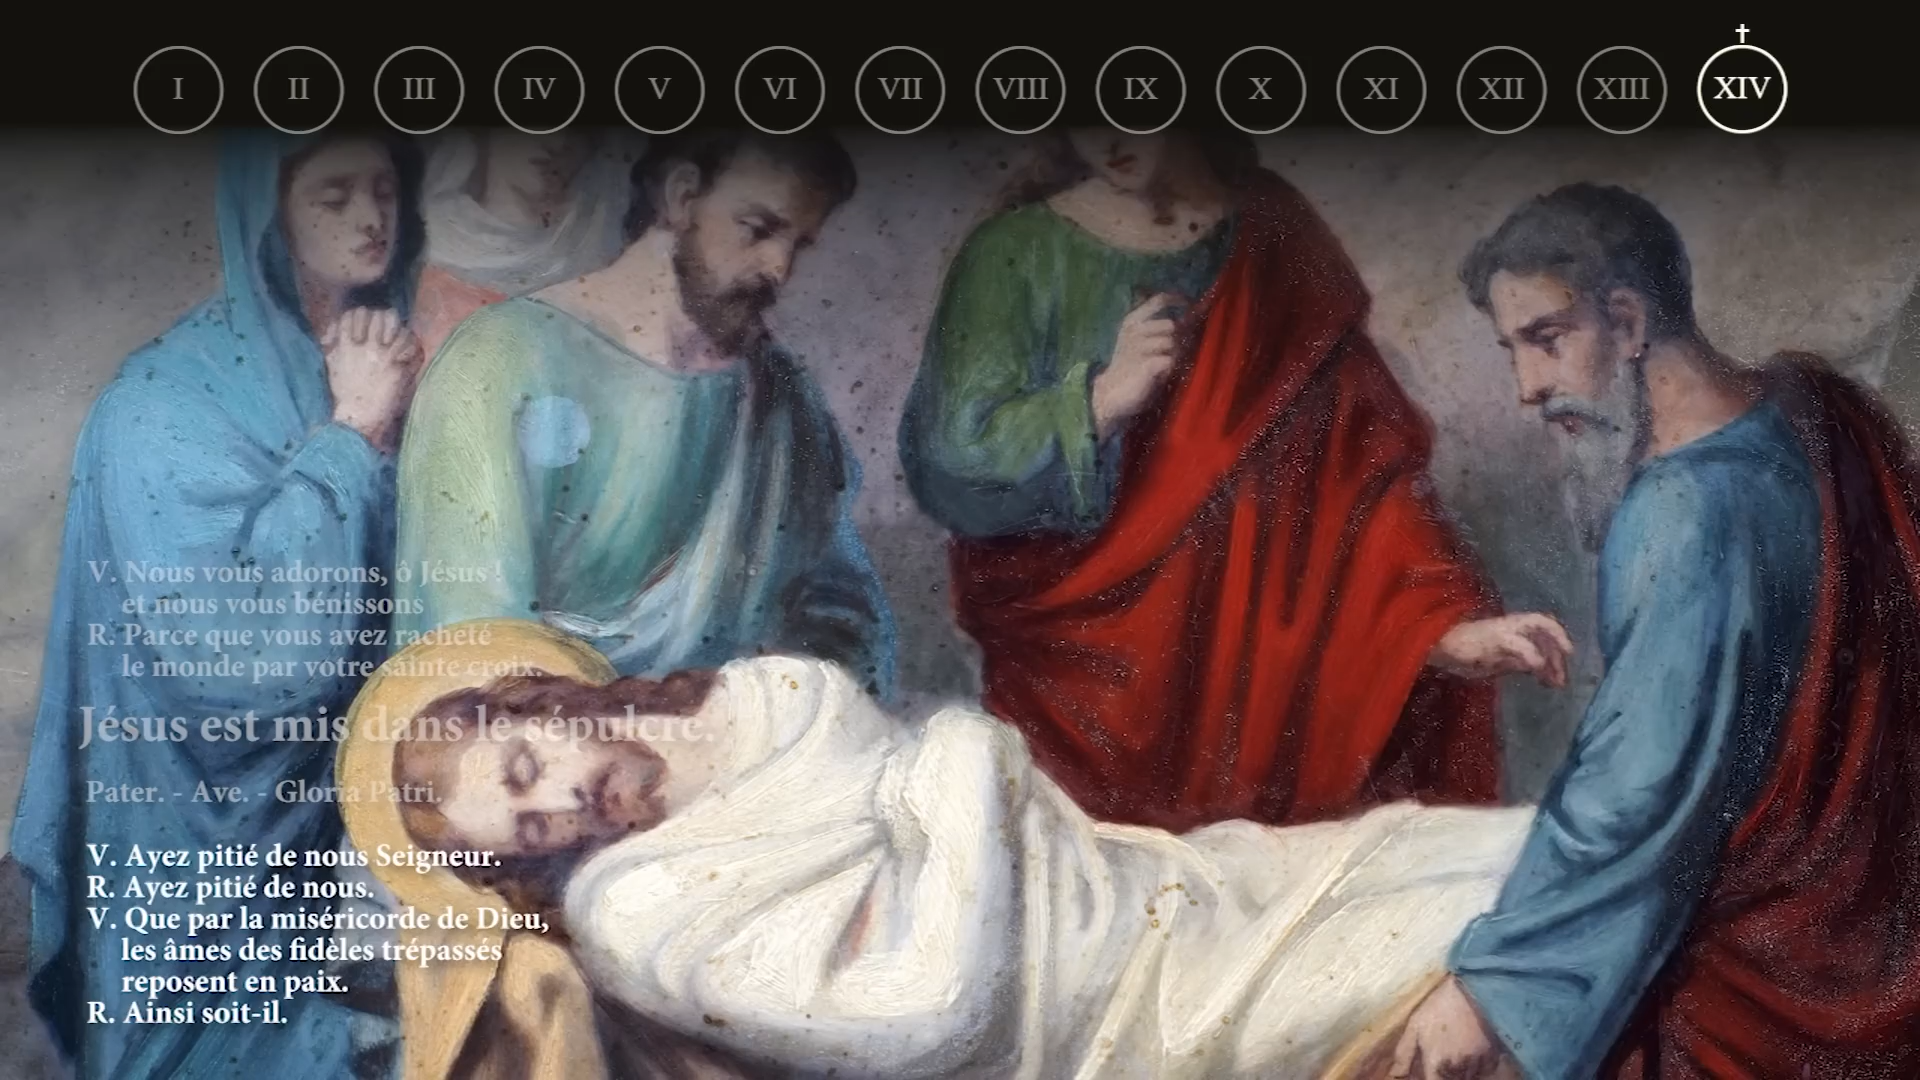 I II III IV V VI VII VIII IX X XI XII XIII XIV
V. Nous vous adorons, ô Jésus !
et nous vous bénissons
R. Parce que vous avez racheté
le monde par votre sainte croix.
Jésus est mis dans le sépulcre.
Pater. - Ave. - Gloria Patri.
V. Ayez pitié de nous Seigneur.
R. Ayez pitié de nous.
V. Que par la miséricorde de Dieu,
les âmes des fidèles trépassés
reposent en paix.
R. Ainsi soit-il.